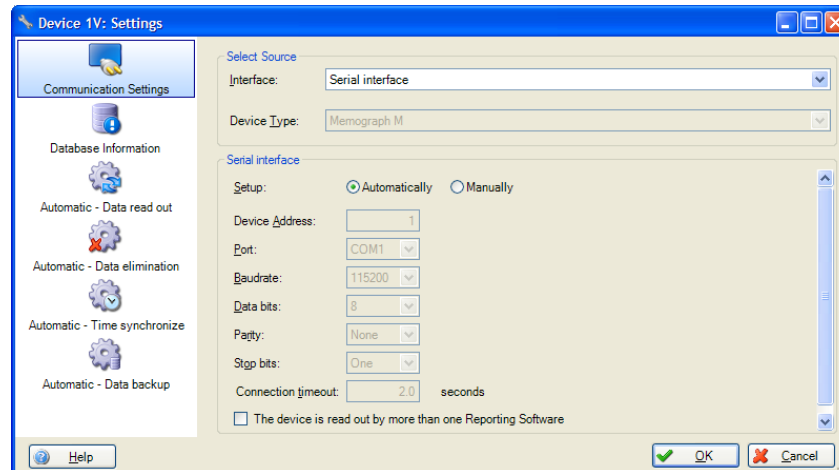 Device 1V: Settings
Communication Settings
Database Information
Automatic - Data read out
Automatic - Data elimination
Automatic - Time synchronize
Automatic - Data backup
Select Source
Interface: Serial interface
Device Type: Memograph M
Serial interface
Setup: Automatically Manually
Device Address: 1
Port: COM1
Baudrate: 115200
Data bits: 8
Parity: None
Stop bits: One
Connection timeout: 2.0 seconds
The device is read out by more than one Reporting Software
Help OK Cancel